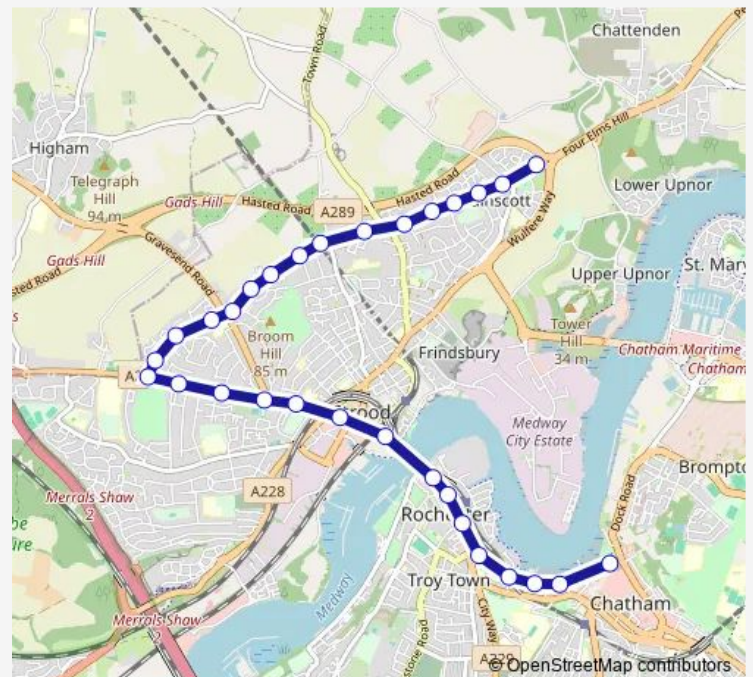 Chattenden
Town Road
Four Elms Hill
Higham
Telegraph
Hill
94 m
Gads Hill
Hasted Road
A289
Hasted Road
Lower Upnor
Wulfere Way
Gravesend Road
Gads Hill
Upper Upnor
St. Mary
Broom
Hill
85 m
Tower
Hill
34 m
Frindsbury
Chatham Maritime
Chatham
Medway
City Estate
A228
Merrals Shaw
2
Brompto
Dock Road
Troy Town
Medway
Merrals Shaw
2
City Way
Chatham
© OpenStreetMap contributors